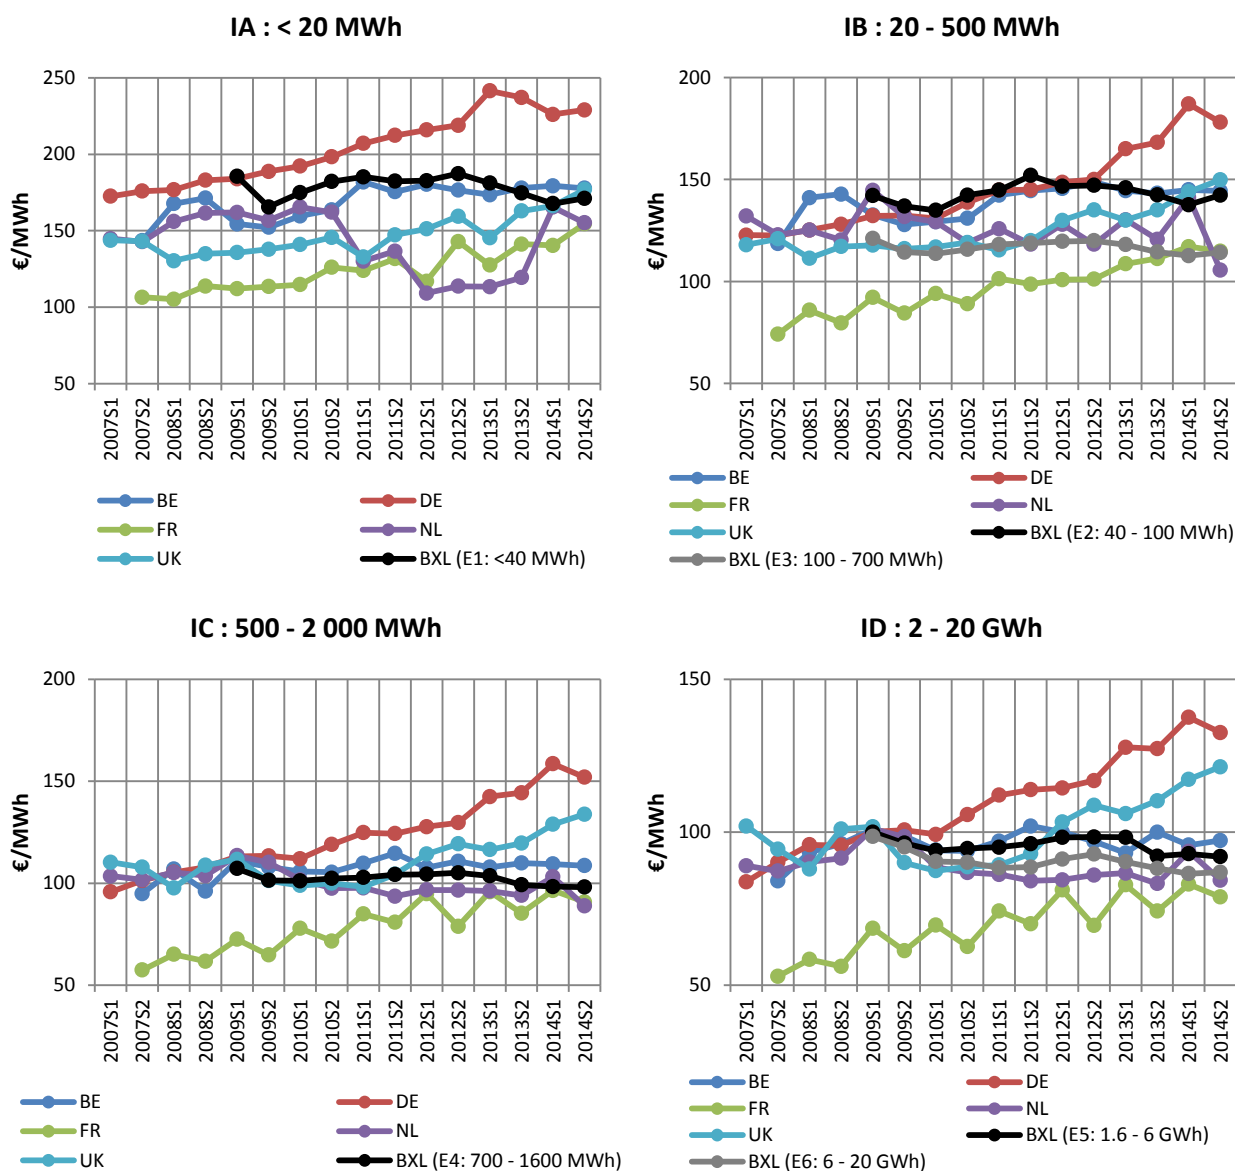 IA : < 20 MWh
€/MWh
250
200
150
100
50
2007S1
2007S2
2008S1
2008S2
2009S1
2009S2
2010S1
2010S2
2011S1
2011S2
2012S1
2012S2
2013S1
2013S2
2014S1
2014S2
BE
DE
FR
NL
UK
BXL (E1: <40 MWh)
IB : 20 - 500 MWh
€/MWh
200
150
100
50
2007S1
2007S2
2008S1
2008S2
2009S1
2009S2
2010S1
2010S2
2011S1
2011S2
2012S1
2012S2
2013S1
2013S2
2014S1
2014S2
BE
DE
FR
NL
UK
BXL (E2: 40 - 100 MWh)
BXL (E3: 100 - 700 MWh)
IC : 500 - 2 000 MWh
€/MWh
200
150
100
50
2007S1
2007S2
2008S1
2008S2
2009S1
2009S2
2010S1
2010S2
2011S1
2011S2
2012S1
2012S2
2013S1
2013S2
2014S1
2014S2
BE
DE
FR
NL
UK
BXL (E4: 700 - 1600 MWh)
ID : 2 - 20 GWh
€/MWh
150
100
50
2007S1
2007S2
2008S1
2008S2
2009S1
2009S2
2010S1
2010S2
2011S1
2011S2
2012S1
2012S2
2013S1
2013S2
2014S1
2014S2
BE
DE
FR
NL
UK
BXL (E5: 1.6 - 6 GWh)
BXL (E6: 6 - 20 GWh)